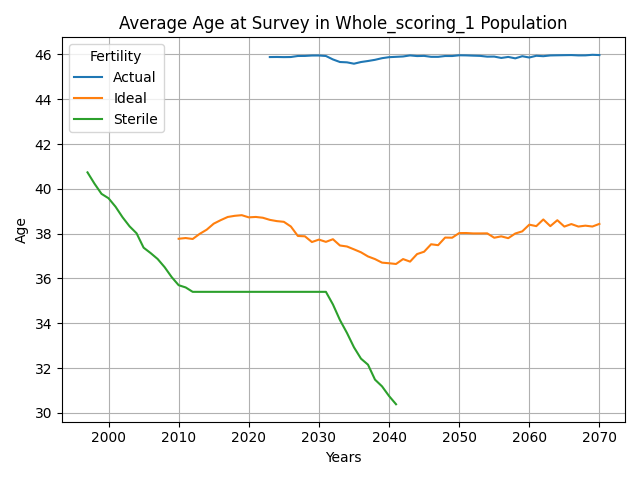 Average Age at Survey in Whole_scoring_1 Population
Fertility
Actual
Ideal
Sterile
46
44
42
40
38
36
34
32
30
Age
2000 2010 2020 2030 2040 2050 2060 2070
Years